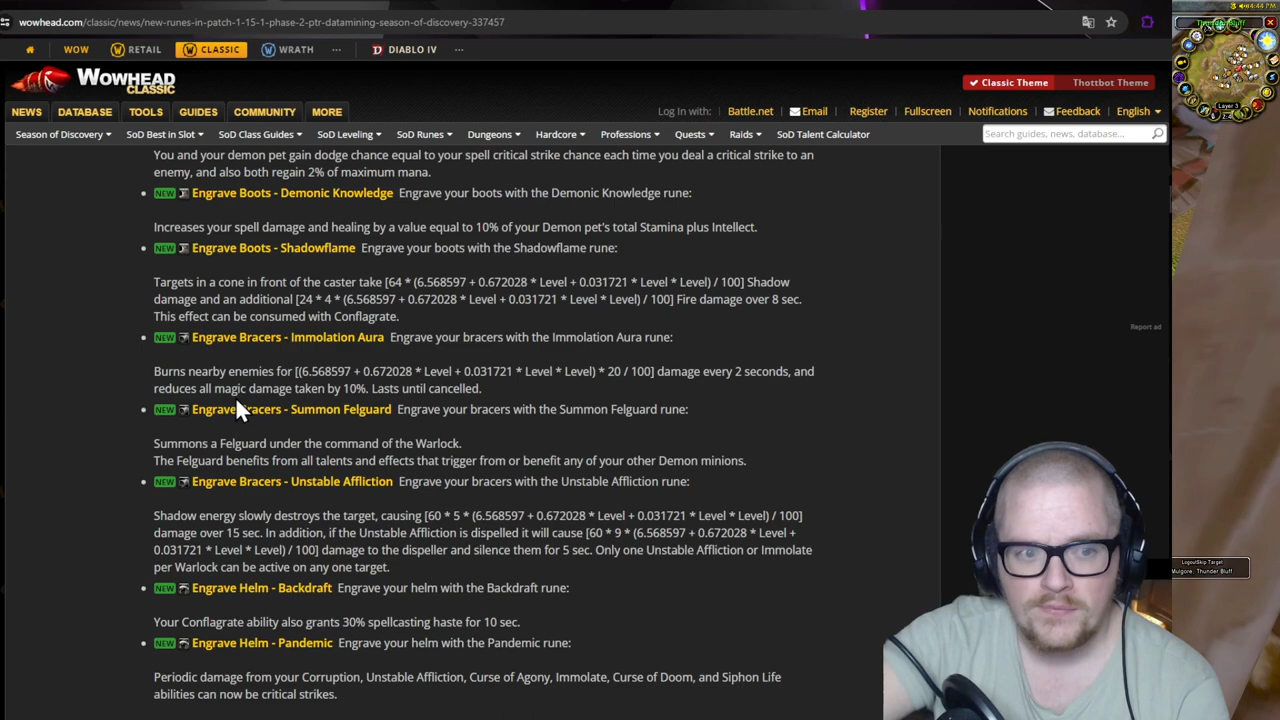 wowhead.com/classic/news/new-runes-in-patch-1-15-1-phase-2-ptr-datamining-season-of-discovery-337457
4:44 PM
WOW RETAIL CLASSIC WRATH DIABLO IV
WOWHEAD CLASSIC
Classic Theme Thottbot Theme
NEWS DATABASE TOOLS GUIDES COMMUNITY MORE
Log In with: Battle.net Email Register Fullscreen Notifications Feedback English
Season of Discovery SoD Best in Slot SoD Class Guides SoD Leveling SoD Runes Dungeons Hardcore Professions Quests Raids SoD Talent Calculator
Search guides, news, database...
Layer 3
You and your demon pet gain dodge chance equal to your spell critical strike chance each time you deal a critical strike to an
enemy, and also both regain 2% of maximum mana.
NEW Engrave Boots - Demonic Knowledge Engrave your boots with the Demonic Knowledge rune:
Increases your spell damage and healing by a value equal to 10% of your Demon pet's total Stamina plus Intellect.
NEW Engrave Boots - Shadowflame Engrave your boots with the Shadowflame rune:
Targets in a cone in front of the caster take [64 * (6.568597 + 0.672028 * Level + 0.031721 * Level * Level) / 100] Shadow
damage and an additional [24 * 4 * (6.568597 + 0.672028 * Level + 0.031721 * Level * Level) / 100] Fire damage over 8 sec.
This effect can be consumed with Conflagrate.
Report ad
NEW Engrave Bracers - Immolation Aura Engrave your bracers with the Immolation Aura rune:
Burns nearby enemies for [(6.568597 + 0.672028 * Level + 0.031721 * Level * Level) * 20 / 100] damage every 2 seconds, and
reduces all magic damage taken by 10%. Lasts until cancelled.
NEW Engrave Bracers - Summon Felguard Engrave your bracers with the Summon Felguard rune:
Summons a Felguard under the command of the Warlock.
The Felguard benefits from all talents and effects that trigger from or benefit any of your other Demon minions.
NEW Engrave Bracers - Unstable Affliction Engrave your bracers with the Unstable Affliction rune:
Shadow energy slowly destroys the target, causing [60 * 5 * (6.568597 + 0.672028 * Level + 0.031721 * Level * Level) / 100]
damage over 15 sec. In addition, if the Unstable Affliction is dispelled it will cause [60 * 9 * (6.568597 + 0.672028 * Level +
0.031721 * Level * Level) / 100] damage to the dispeller and silence them for 5 sec. Only one Unstable Affliction or Immolate
per Warlock can be active on any one target.
LogoutSkip Target
Mulgore: Thunder Bluff
NEW Engrave Helm - Backdraft Engrave your helm with the Backdraft rune:
Your Conflagrate ability also grants 30% spellcasting haste for 10 sec.
NEW Engrave Helm - Pandemic Engrave your helm with the Pandemic rune:
Periodic damage from your Corruption, Unstable Affliction, Curse of Agony, Immolate, Curse of Doom, and Siphon Life
abilities can now be critical strikes.